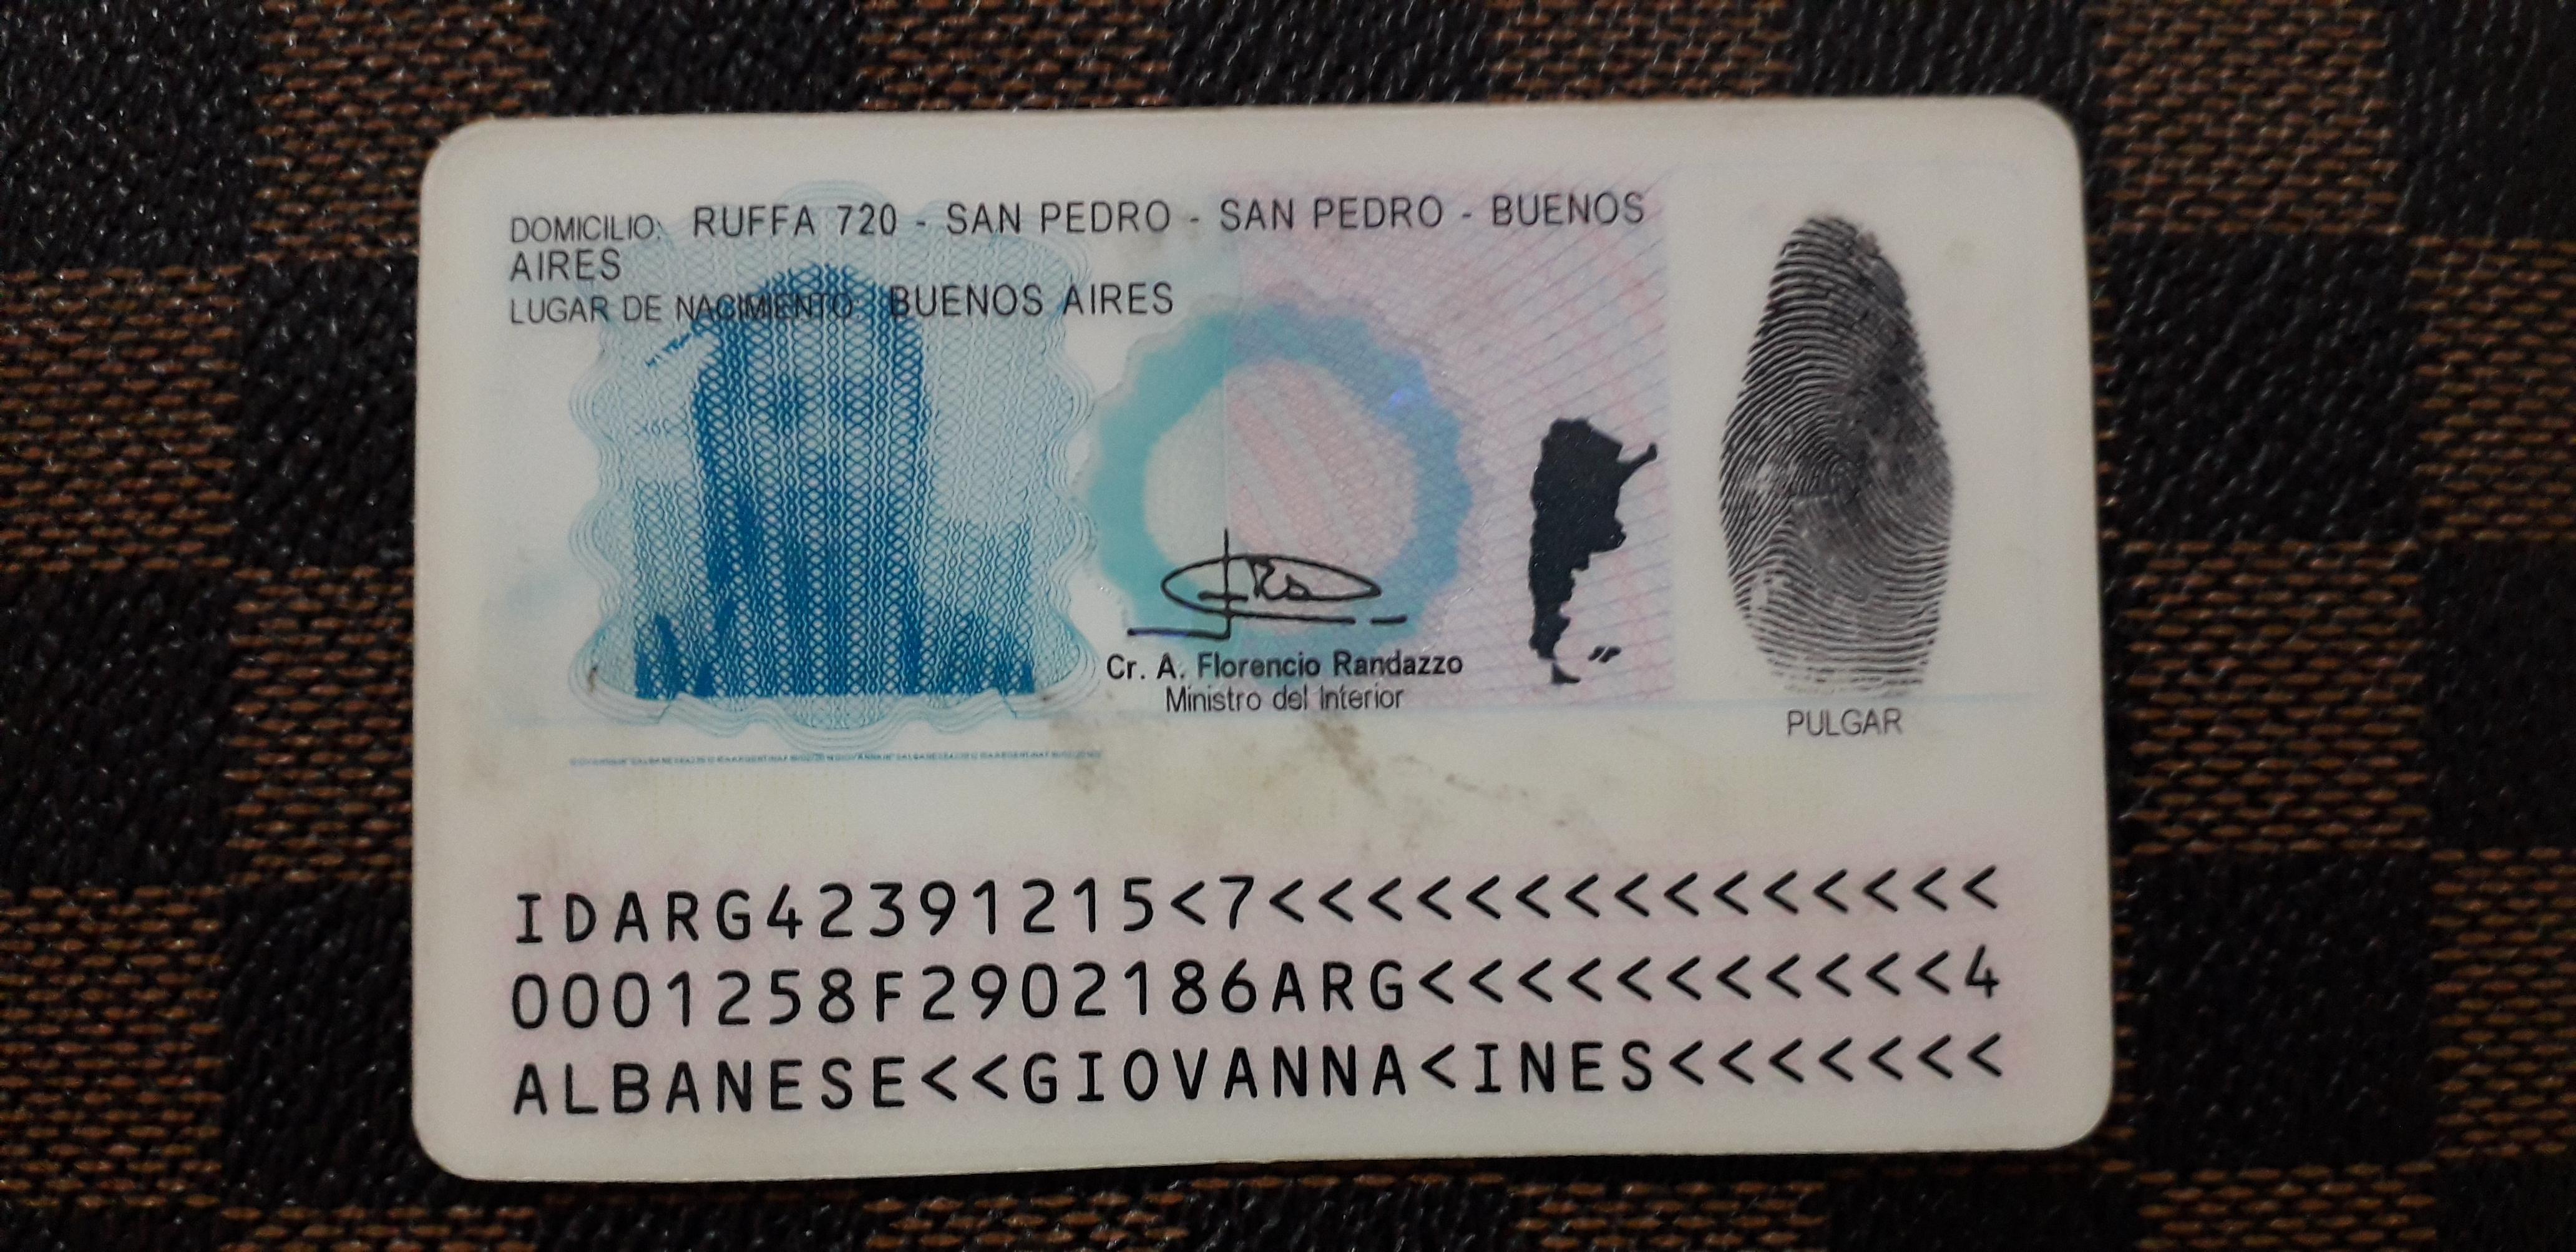 DOMICILIO: RUFFA 720 - SAN PEDRO - SAN PEDRO - BUENOS
AIRES
LUGAR DE NACIMIENTO: BUENOS AIRES
Cr. A. Florencio Randazzo
Ministro del Interior
PULGAR
IDARG42391215<7<<<<<<<<<<<<<<<
0001258F2902186ARG<<<<<<<<<<<4
ALBANESE<<GIOVANNA<INES<<<<<<<